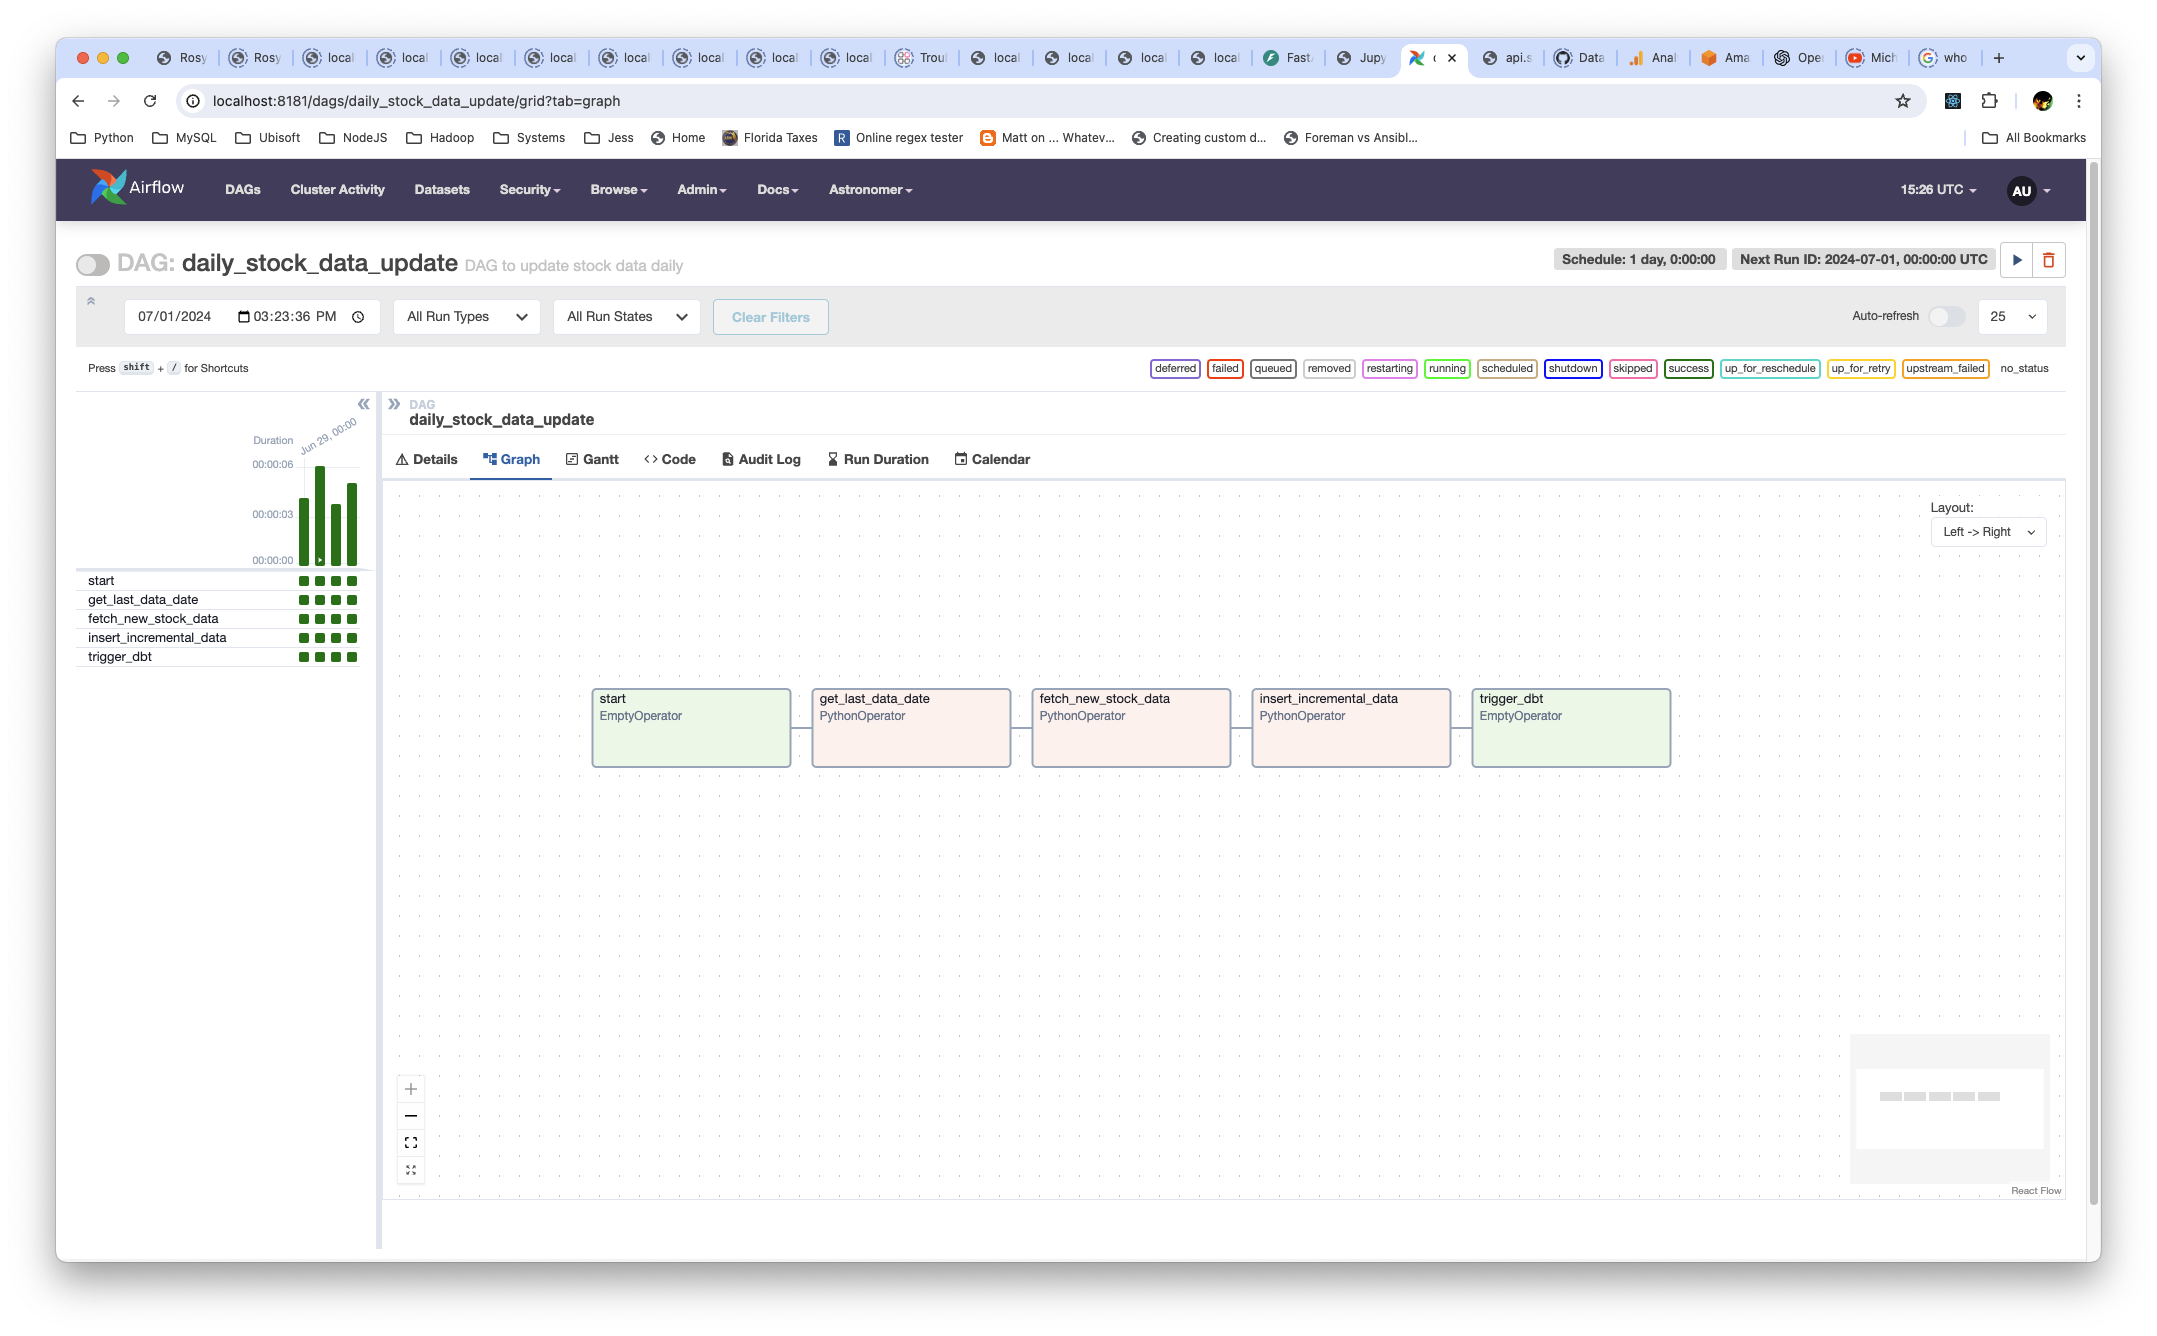 Rosy Rosy local local local local local local local local Trou local local local local Fast Jupy api.s Data Anal Ama Ope Mich who
localhost:8181/dags/daily_stock_data_update/grid?tab=graph
Python MySQL Ubisoft NodeJS Hadoop Systems Jess Home Florida Taxes R Online regex tester Matt on ... Whatev... Creating custom d... Foreman vs Ansibl... All Bookmarks
Airflow DAGs Cluster Activity Datasets Security Browse Admin Docs Astronomer 15:26 UTC AU
DAG: daily_stock_data_update DAG to update stock data daily Schedule: 1 day, 0:00:00 Next Run ID: 2024-07-01, 00:00:00 UTC
07/01/2024 03:23:36 PM All Run Types All Run States Clear Filters Auto-refresh 25
Press shift + / for Shortcuts deferred failed queued removed restarting running scheduled shutdown skipped success up_for_reschedule up_for_retry upstream_failed no_status
DAG
daily_stock_data_update
Jun 29, 00:00
Duration
00:00:06
00:00:03
00:00:00
start
get_last_data_date
fetch_new_stock_data
insert_incremental_data
trigger_dbt
Details Graph Gantt Code Audit Log Run Duration Calendar
Layout:
Left -> Right
start
EmptyOperator
get_last_data_date
PythonOperator
fetch_new_stock_data
PythonOperator
insert_incremental_data
PythonOperator
trigger_dbt
EmptyOperator
React Flow